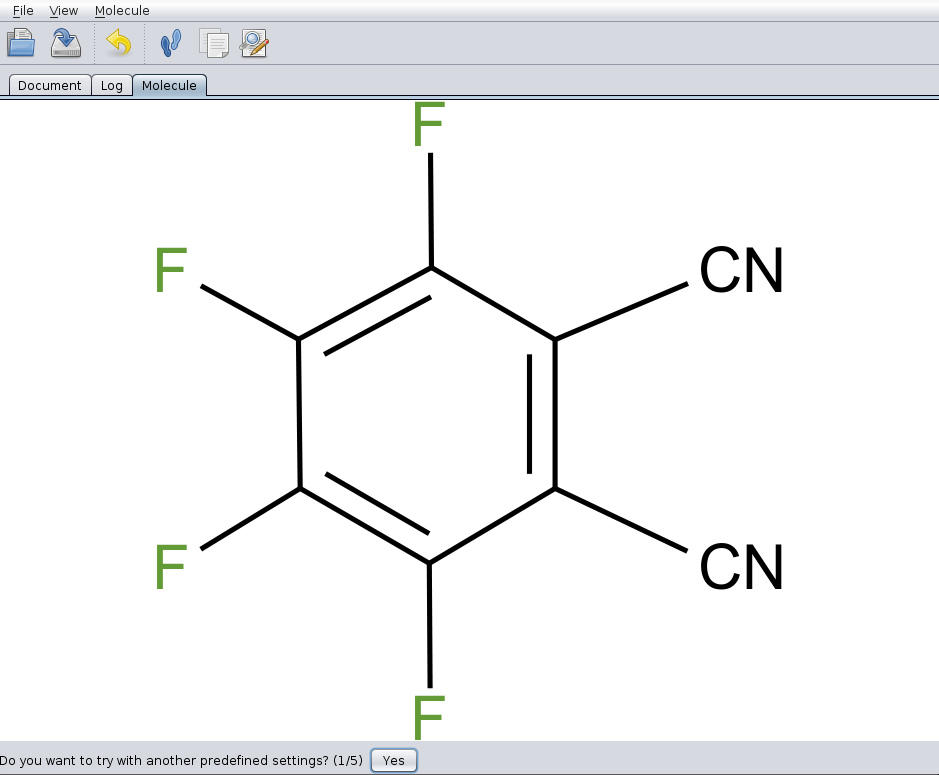 File View Molecule
Document Log Molecule
F
F CN
F CN
F
Do you want to try with another predefined settings? (1/5) Yes